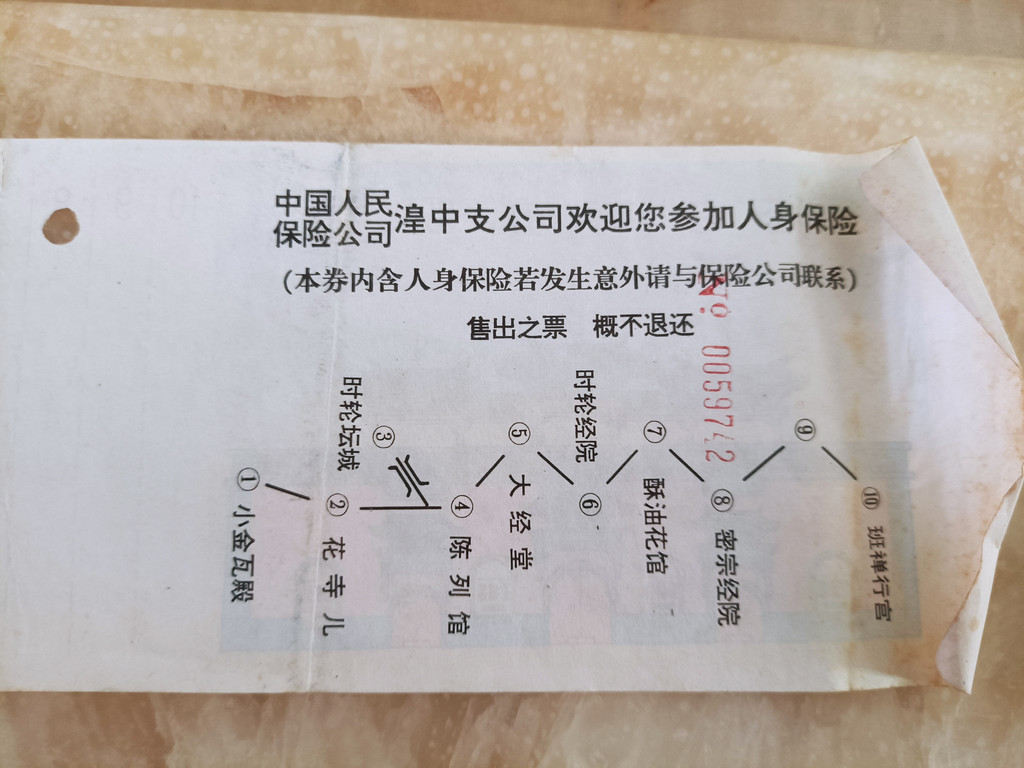 中国人民
保险公司
湟中支公司欢迎您参加人身保险
(本券内含人身保险若发生意外请与保险公司联系)
售出之票 概不退还
№ 0059742
① 小金瓦殿
② 花寺儿
③ 时轮坛城
④ 陈列馆
⑤ 大经堂
⑥ 时轮经院
⑦ 酥油花馆
⑧ 密宗经院
⑨
⑩ 班禅行宫